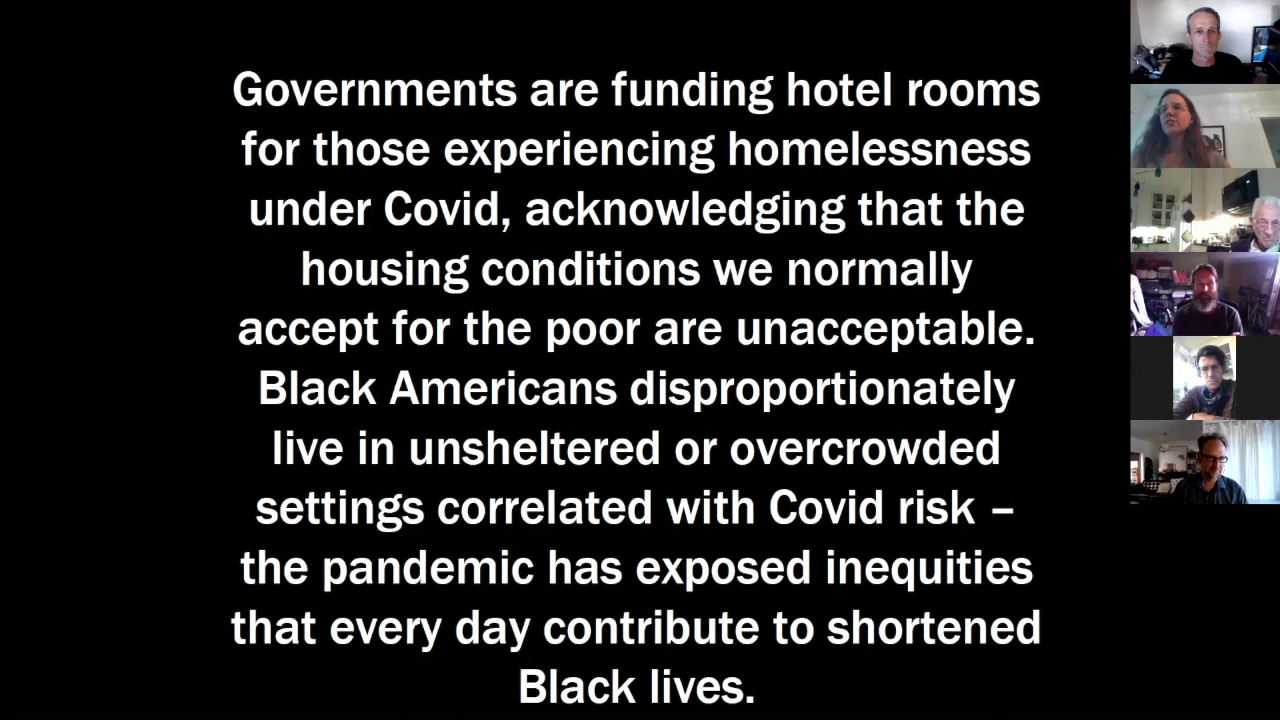 Governments are funding hotel rooms
for those experiencing homelessness
under Covid, acknowledging that the
housing conditions we normally
accept for the poor are unacceptable.
Black Americans disproportionately
live in unsheltered or overcrowded
settings correlated with Covid risk –
the pandemic has exposed inequities
that every day contribute to shortened
Black lives.